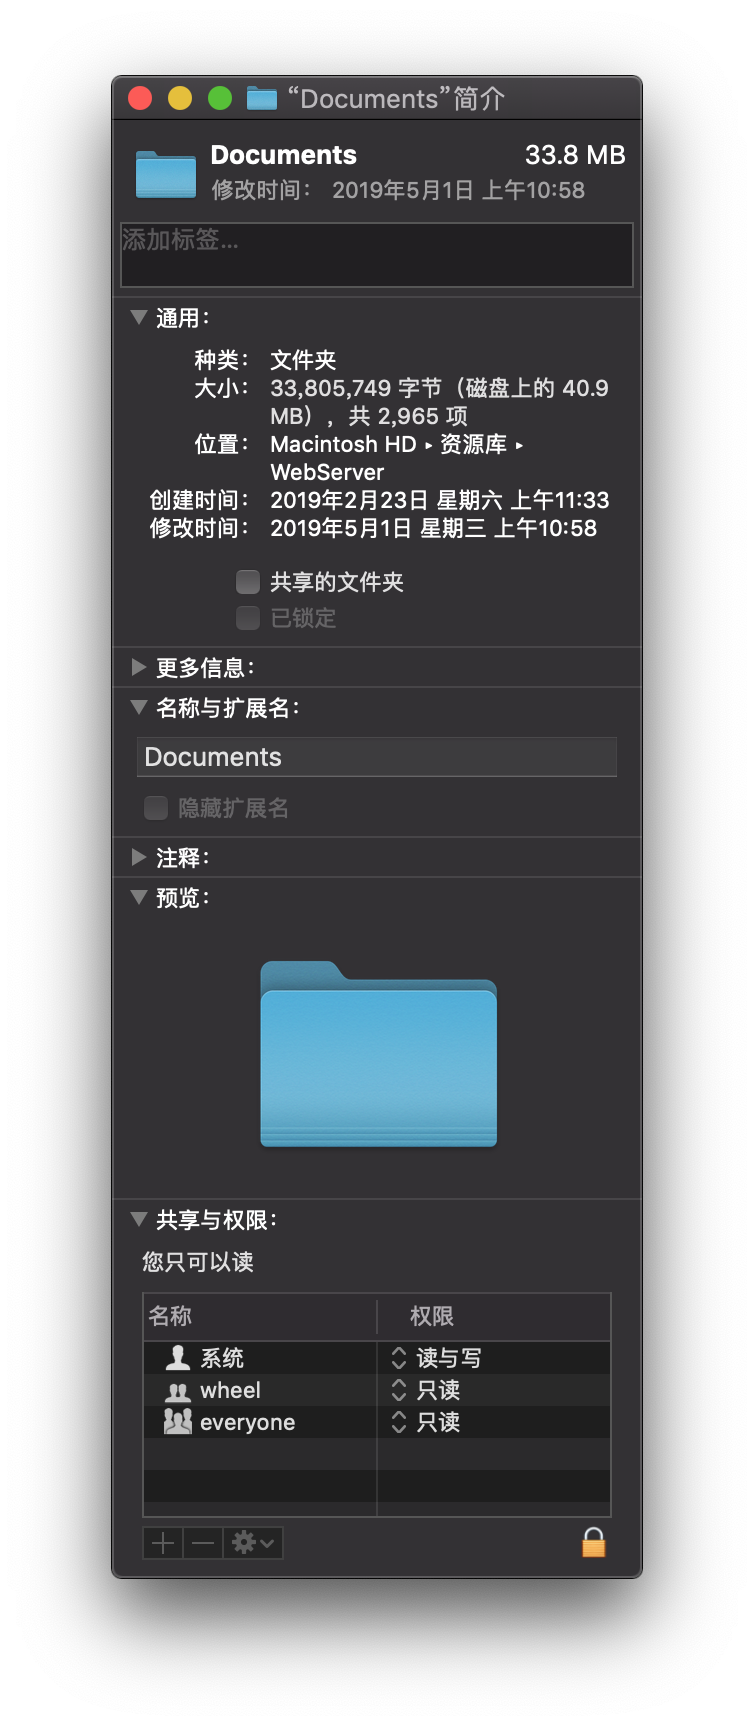 “Documents”简介
Documents 33.8 MB
修改时间： 2019年5月1日 上午10:58
添加标签...
通用：
种类： 文件夹
大小： 33,805,749 字节（磁盘上的 40.9
MB），共 2,965 项
位置： Macintosh HD ▸ 资源库 ▸
WebServer
创建时间： 2019年2月23日 星期六 上午11:33
修改时间： 2019年5月1日 星期三 上午10:58
共享的文件夹
已锁定
更多信息：
名称与扩展名：
Documents
隐藏扩展名
注释：
预览：
共享与权限：
您只可以读
名称 权限
系统 读与写
wheel 只读
everyone 只读